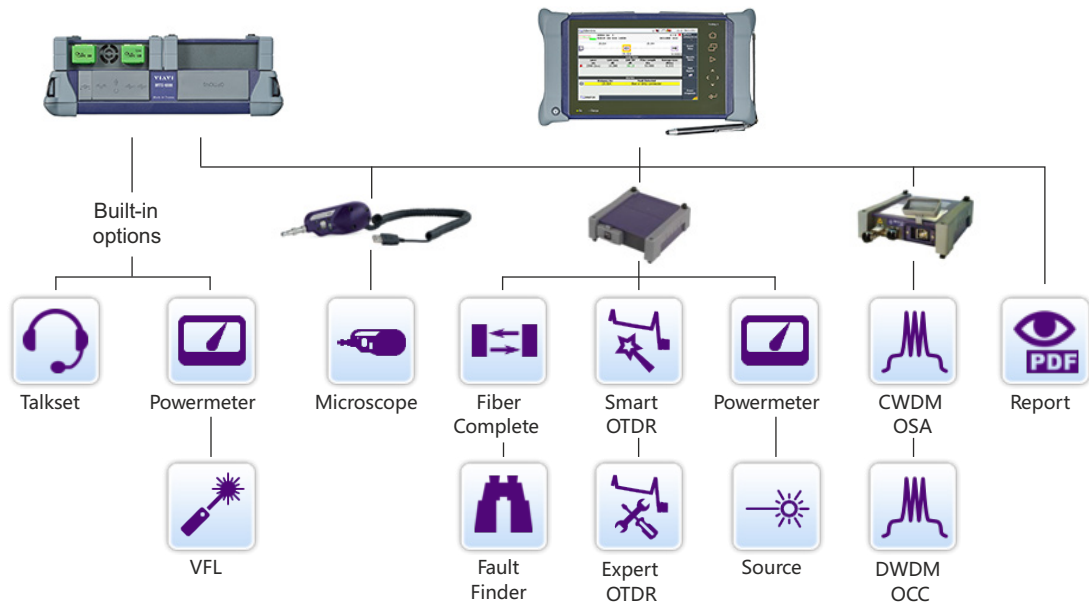 VIAVI
Built-in
options
Talkset
Powermeter
Microscope
Fiber
Complete
Smart
OTDR
Powermeter
CWDM
OSA
PDF
Report
VFL
Fault
Finder
Expert
OTDR
Source
DWDM
OCC